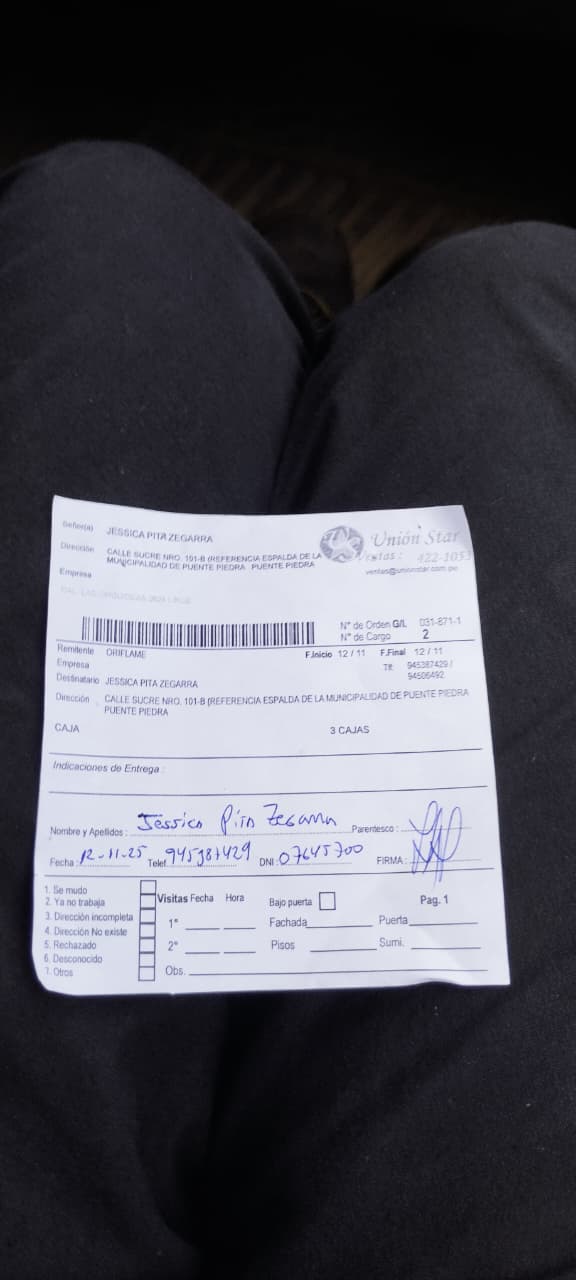 Señor(a) JESSICA PITA ZEGARRA
Dirección CALLE SUCRE NRO. 101-B (REFERENCIA ESPALDA DE LA
MUNICIPALIDAD DE PUENTE PIEDRA PUENTE PIEDRA
Empresa
Unión Star
Ventas: 422-1053
ventas@unionstar.com.pe
N° de Orden G/L 031-871-1
N° de Cargo 2
Remitente ORIFLAME F.Inicio 12 / 11 F.Final 12 / 11
Empresa Tlf: 945387429 /
94506492
Destinatario JESSICA PITA ZEGARRA
Dirección CALLE SUCRE NRO. 101-B (REFERENCIA ESPALDA DE LA MUNICIPALIDAD DE PUENTE PIEDRA
PUENTE PIEDRA
CAJA 3 CAJAS
Indicaciones de Entrega :
Nombre y Apellidos : Jessica Pita Zegarra Parentesco :
Fecha : 12-11-25 Telef. 945387429 DNI: 07645700 FIRMA :
1. Se mudo
2. Ya no trabaja
3. Dirección incompleta
4. Dirección No existe
5. Rechazado
6. Desconocido
7. Otros
Visitas Fecha Hora Bajo puerta Pag. 1
1° Fachada Puerta
2° Pisos Sumi.
Obs.